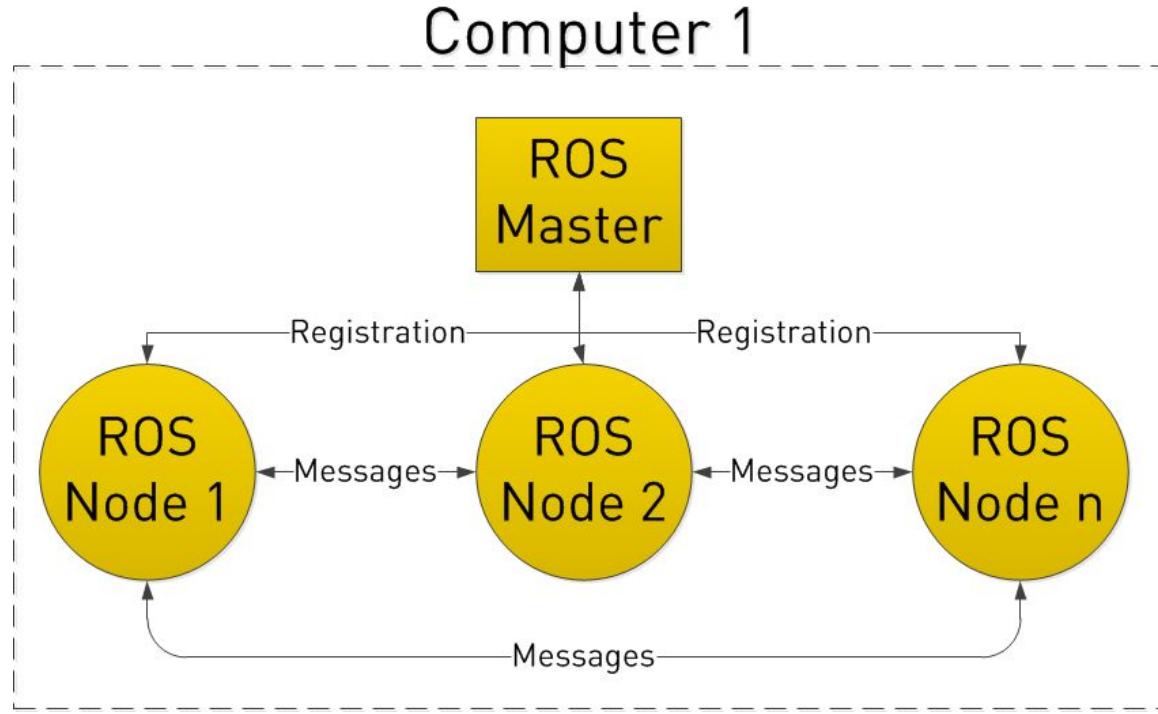 Computer 1
ROS
Master
Registration
Registration
ROS
Node 1
Messages
ROS
Node 2
Messages
ROS
Node n
Messages